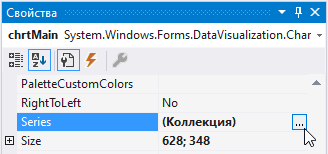 Свойства
chrtMain System.Windows.Forms.DataVisualization.Char
PaletteCustomColors
RightToLeft No
Series (Коллекция) ...
Size 628; 348